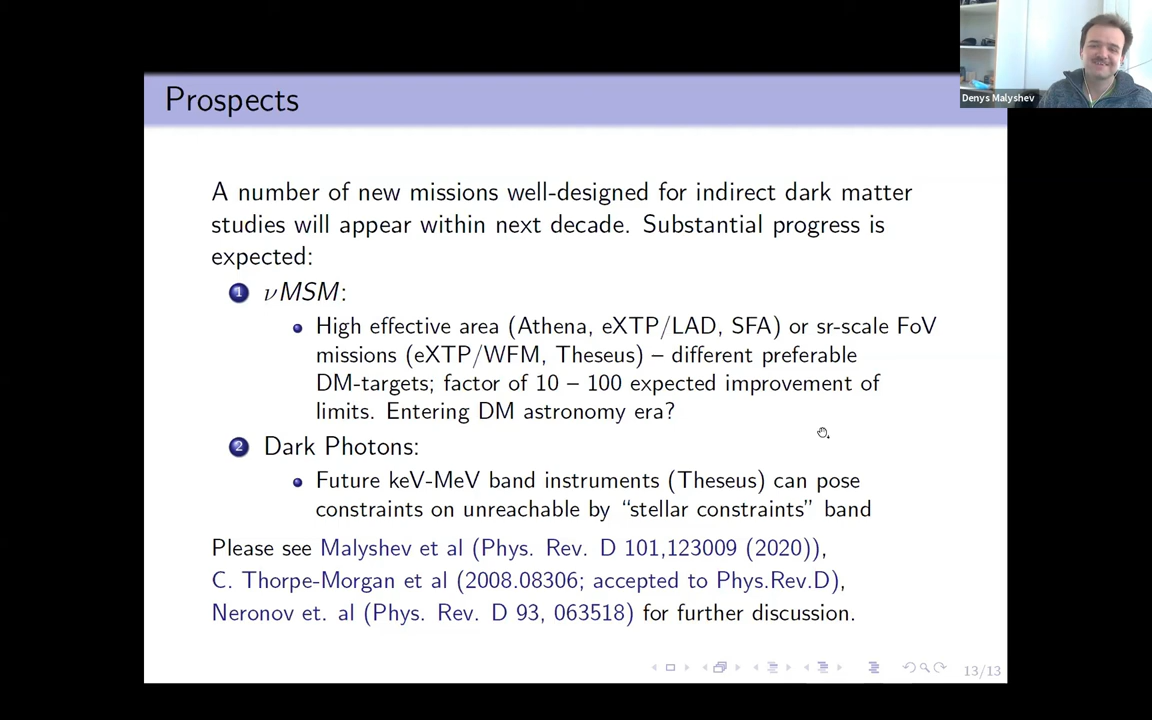 Denys Malyshev
Prospects
A number of new missions well-designed for indirect dark matter
studies will appear within next decade. Substantial progress is
expected:
1 νMSM:
High effective area (Athena, eXTP/LAD, SFA) or sr-scale FoV
missions (eXTP/WFM, Theseus) – different preferable
DM-targets; factor of 10 – 100 expected improvement of
limits. Entering DM astronomy era?
2 Dark Photons:
Future keV-MeV band instruments (Theseus) can pose
constraints on unreachable by “stellar constraints” band
Please see Malyshev et al (Phys. Rev. D 101,123009 (2020)),
C. Thorpe-Morgan et al (2008.08306; accepted to Phys.Rev.D),
Neronov et. al (Phys. Rev. D 93, 063518) for further discussion.
13/13